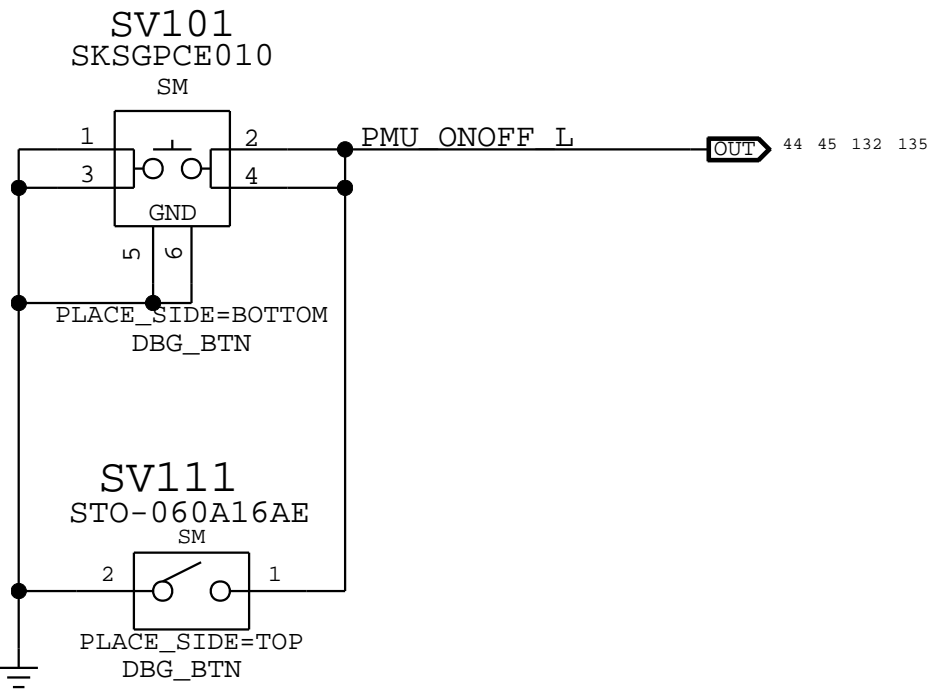 SV101
SKSGPCE010
SM
1
2
PMU_ONOFF_L
OUT
44 45 132 135
3
4
GND
5
6
PLACE_SIDE=BOTTOM
DBG_BTN
SV111
STO-060A16AE
SM
2
1
PLACE_SIDE=TOP
DBG_BTN